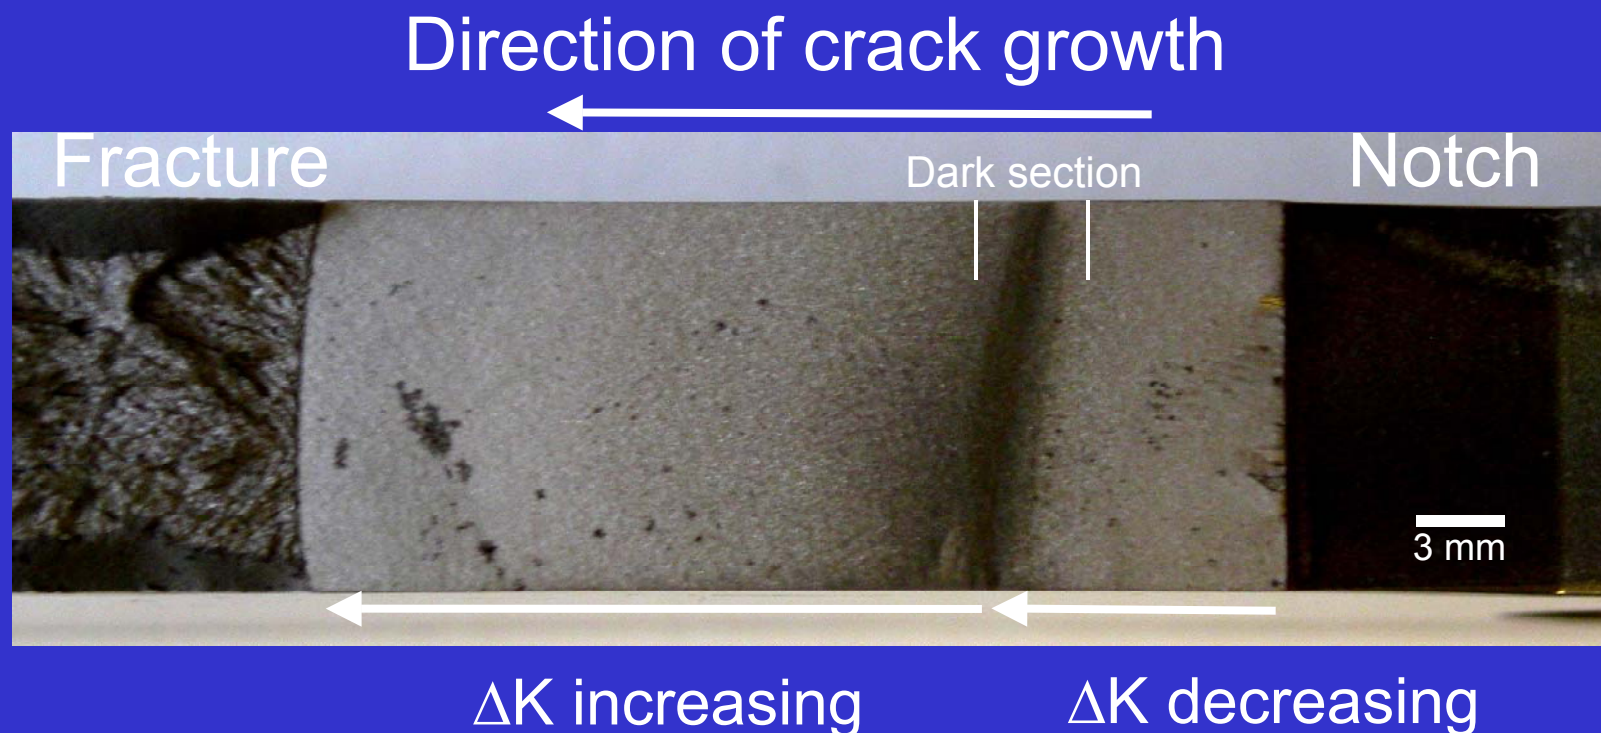 Direction of crack growth
Fracture
Dark section
Notch
3 mm
ΔK increasing
ΔK decreasing